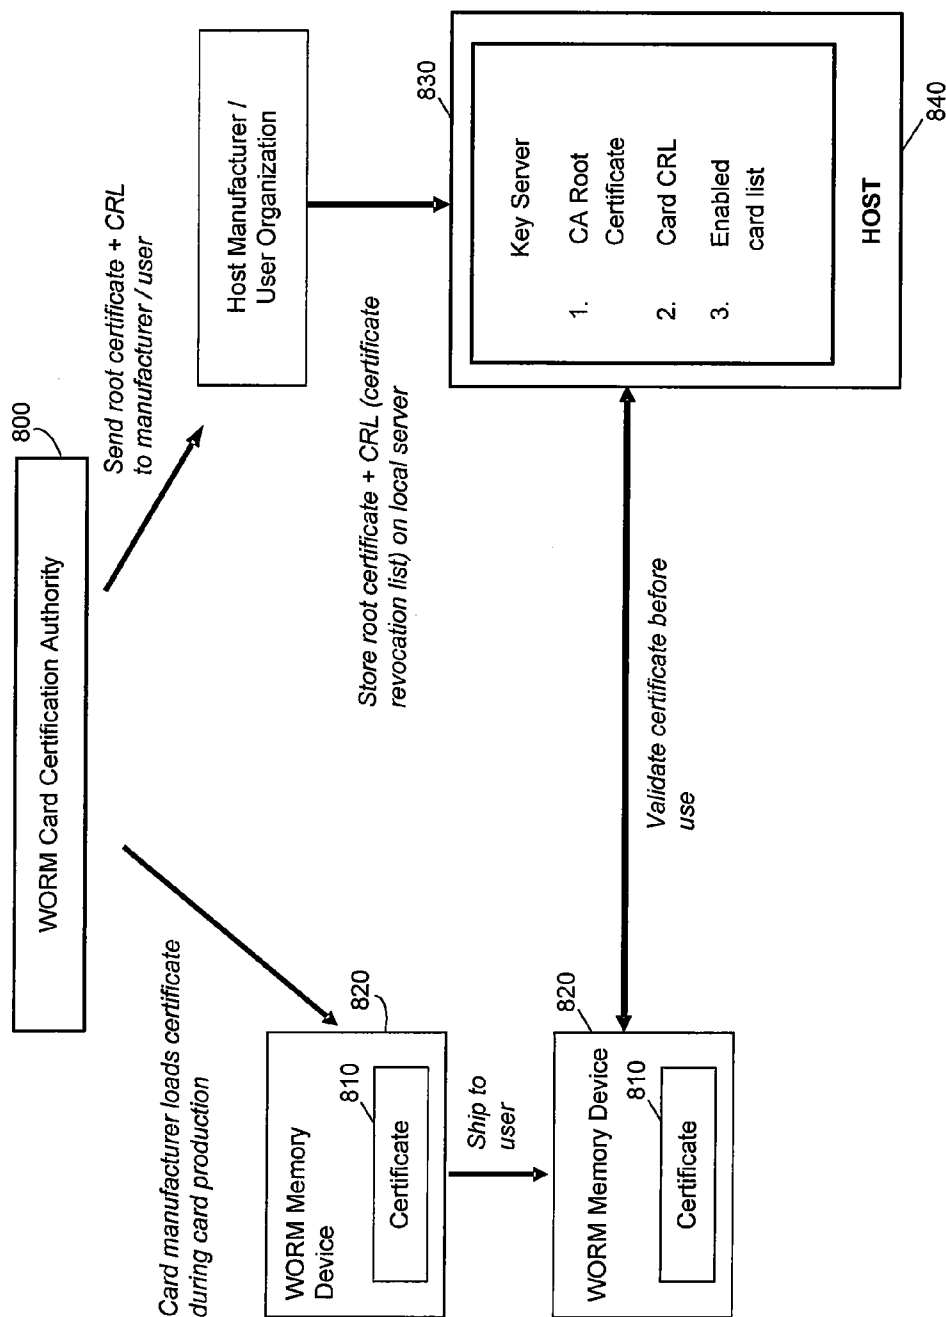 800
WORM Card Certification Authority
Card manufacturer loads certificate
during card production
Send root certificate + CRL
to manufacturer / user
820
WORM Memory
Device
810
Certificate
Host Manufacturer /
User Organization
Ship to
user
Store root certificate + CRL (certificate
revocation list) on local server
820
WORM Memory Device
810
Certificate
Validate certificate before
use
830
Key Server
1. CA Root
Certificate
2. Card CRL
3. Enabled
card list
HOST
840